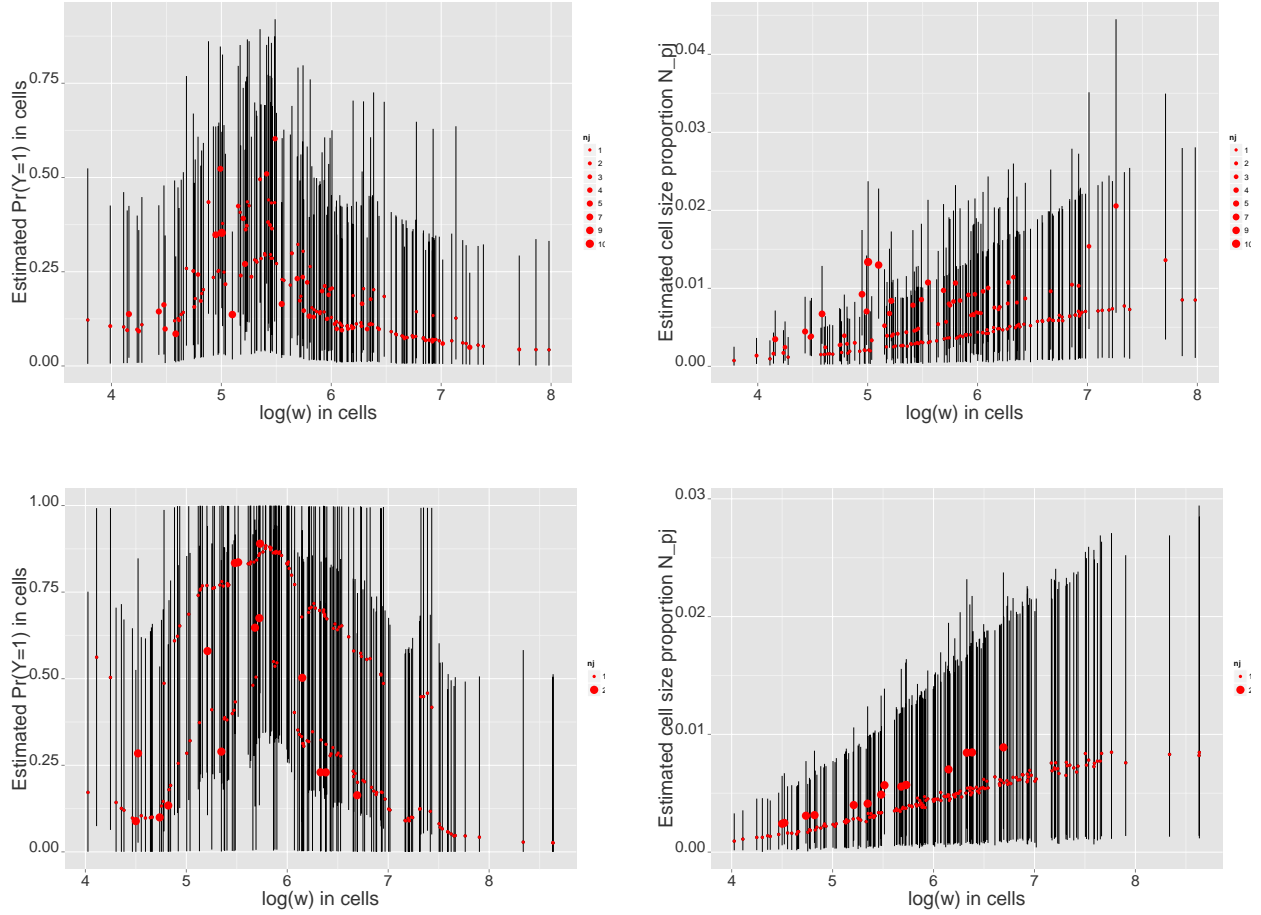 Estimated Pr(Y=1) in cells
0.75
0.50
0.25
0.00
4 5 6 7 8
log(w) in cells
nj
1
2
3
4
5
7
9
10
Estimated cell size proportion N_pj
0.04
0.03
0.02
0.01
0.00
4 5 6 7 8
log(w) in cells
nj
1
2
3
4
5
7
9
10
Estimated Pr(Y=1) in cells
1.00
0.75
0.50
0.25
0.00
4 5 6 7 8
log(w) in cells
nj
1
2
Estimated cell size proportion N_pj
0.03
0.02
0.01
0.00
4 5 6 7 8
log(w) in cells
nj
1
2